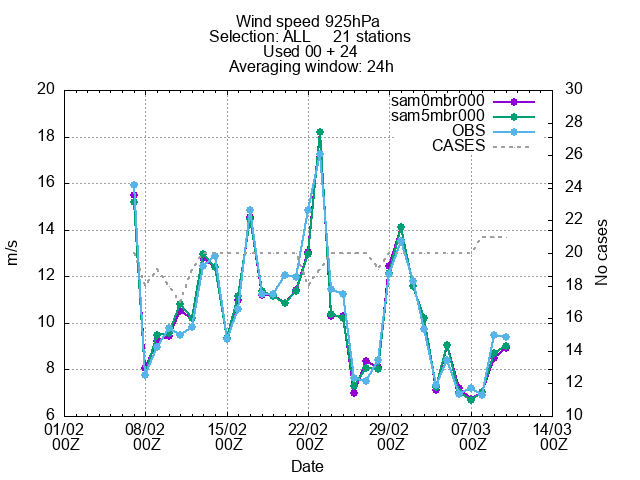 Wind speed 925hPa
Selection: ALL 21 stations
Used 00 + 24
Averaging window: 24h
sam0mbr000
sam5mbr000
OBS
CASES
m/s
20
18
16
14
12
10
8
6
No cases
30
28
26
24
22
20
18
16
14
12
10
01/02 08/02 15/02 22/02 29/02 07/03 14/03
00Z 00Z 00Z 00Z 00Z 00Z 00Z
Date